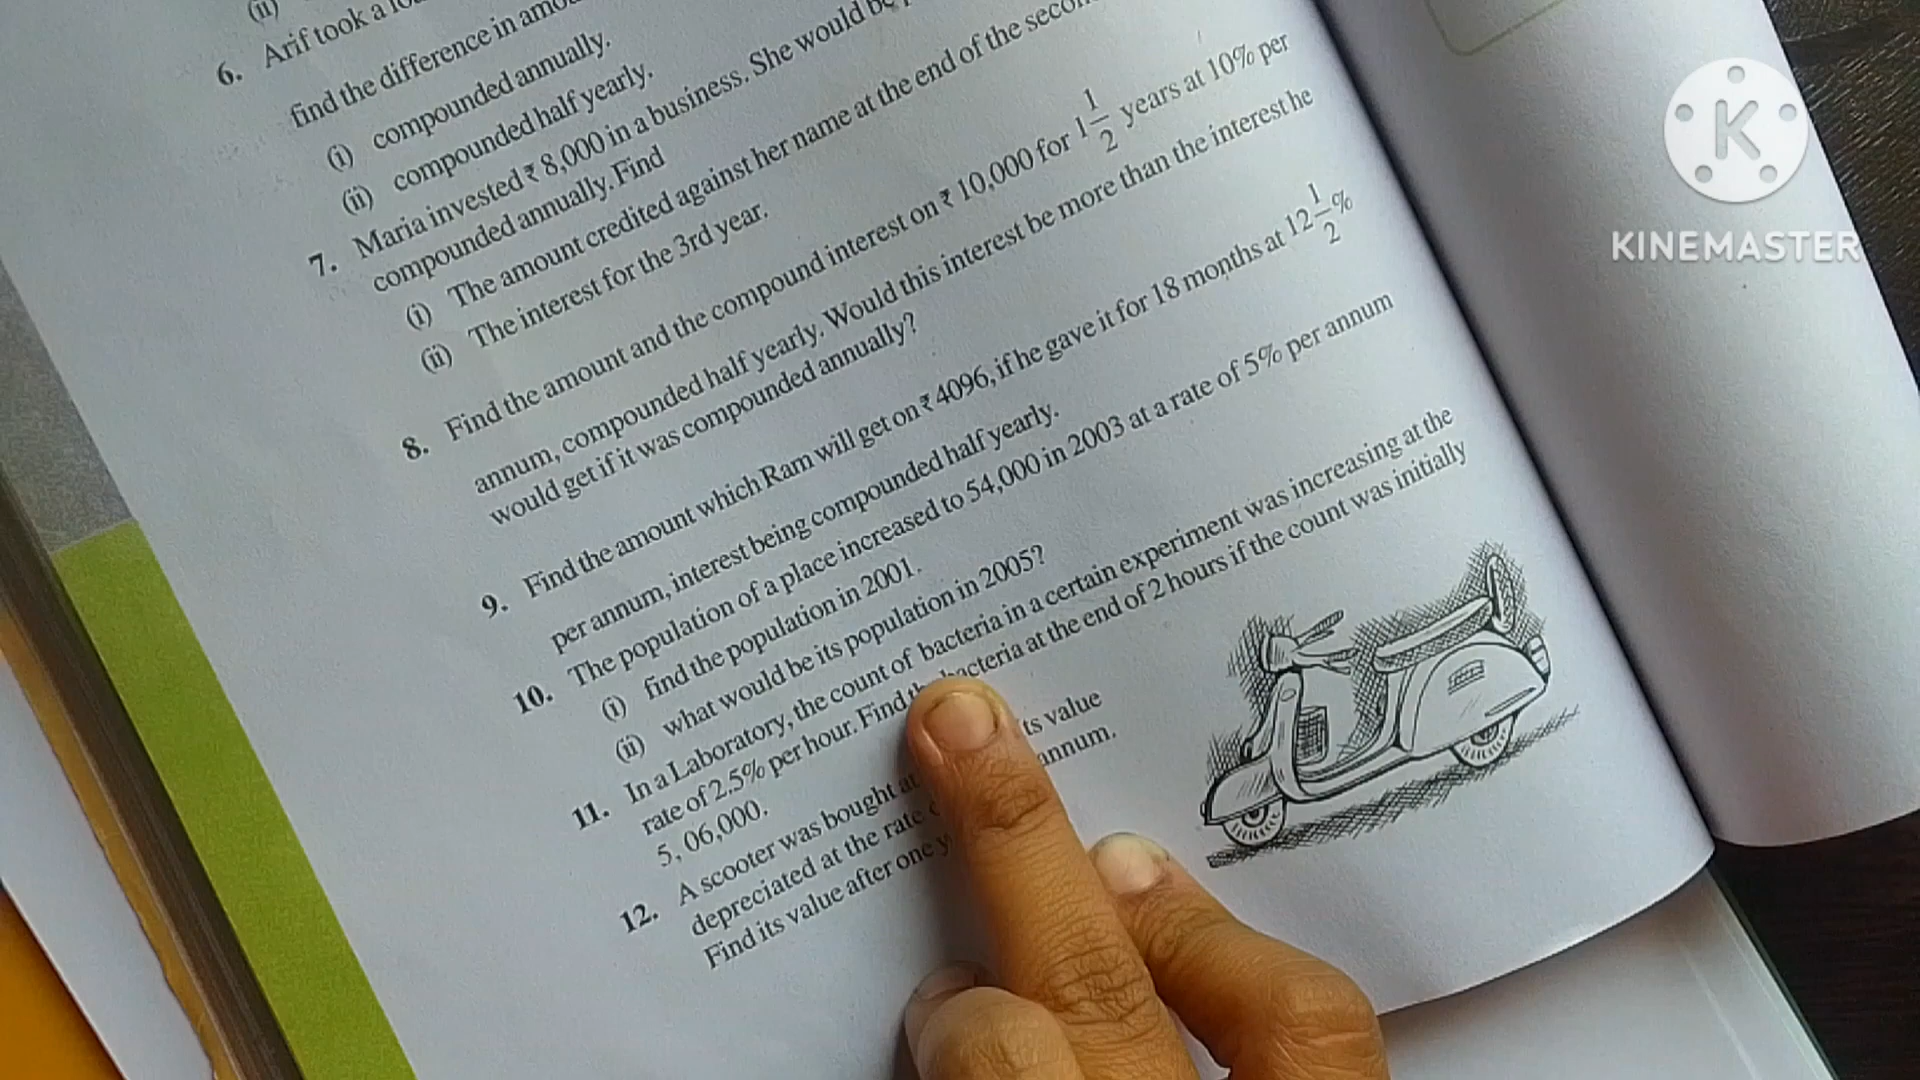 (ii)
6. Arif took a
find the difference in
(i) compounded annually.
(ii) compounded half yearly.
7. Maria invested ₹ 8,000 in a business. She would be
compounded annually. Find
(i) The amount credited against her name at the end of the
(ii) The interest for the 3rd year.
8. Find the amount and the compound interest on ₹ 10,000 for 1 1/2 years at 10% per
annum, compounded half yearly. Would this interest be more than the interest he
would get if it was compounded annually?
9. Find the amount which Ram will get on ₹ 4096, if he gave it for 18 months at 12 1/2 %
per annum, interest being compounded half yearly.
10. The population of a place increased to 54,000 in 2003 at a rate of 5% per annum
(i) find the population in 2001.
(ii) what would be its population in 2005?
11. In a Laboratory, the count of bacteria in a certain experiment was increasing at the
rate of 2.5% per hour. Find bacteria at the end of 2 hours if the count was initially
5, 06,000.
12. A scooter was bought at its value
depreciated at the rate annum.
Find its value after one
K
KINEMASTER